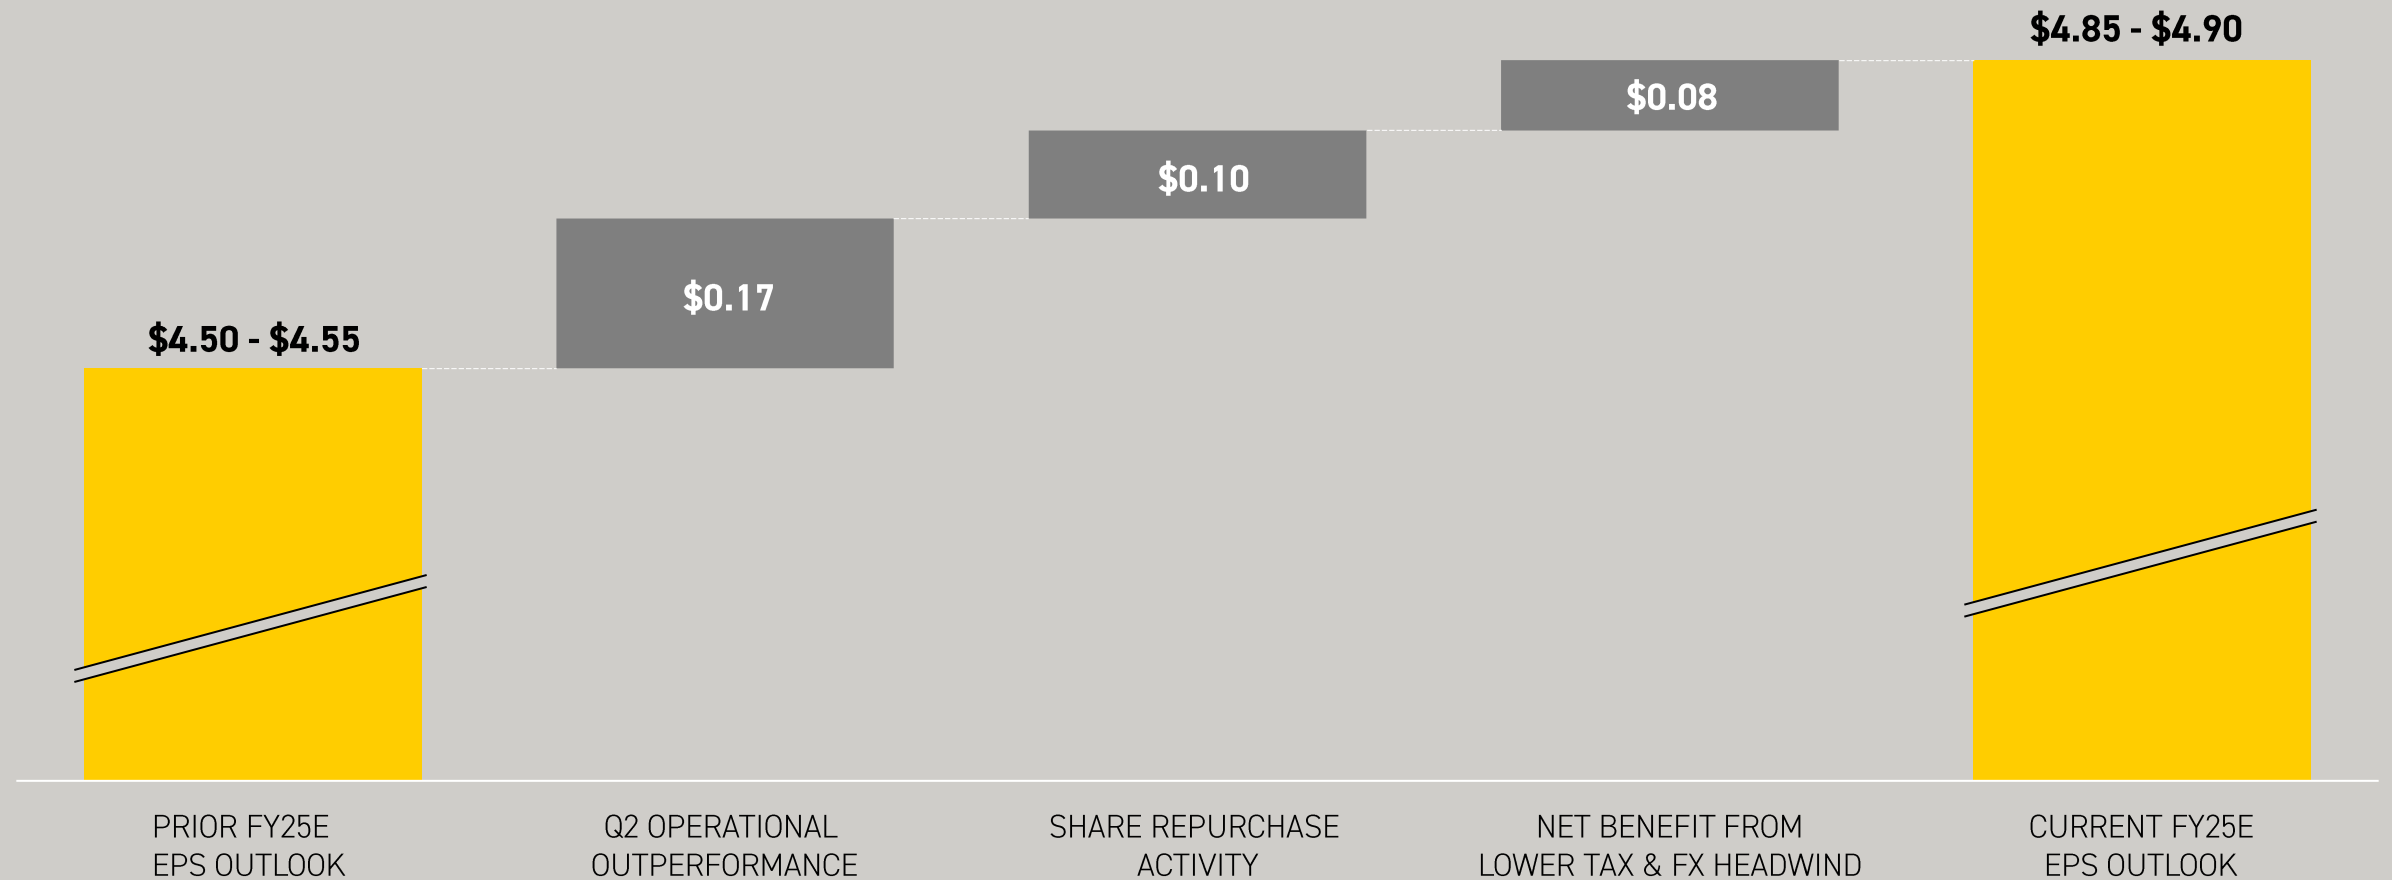 $4.85 - $4.90
$0.08
$0.10
$0.17
$4.50 - $4.55
PRIOR FY25E
EPS OUTLOOK
Q2 OPERATIONAL
OUTPERFORMANCE
SHARE REPURCHASE
ACTIVITY
NET BENEFIT FROM
LOWER TAX & FX HEADWIND
CURRENT FY25E
EPS OUTLOOK